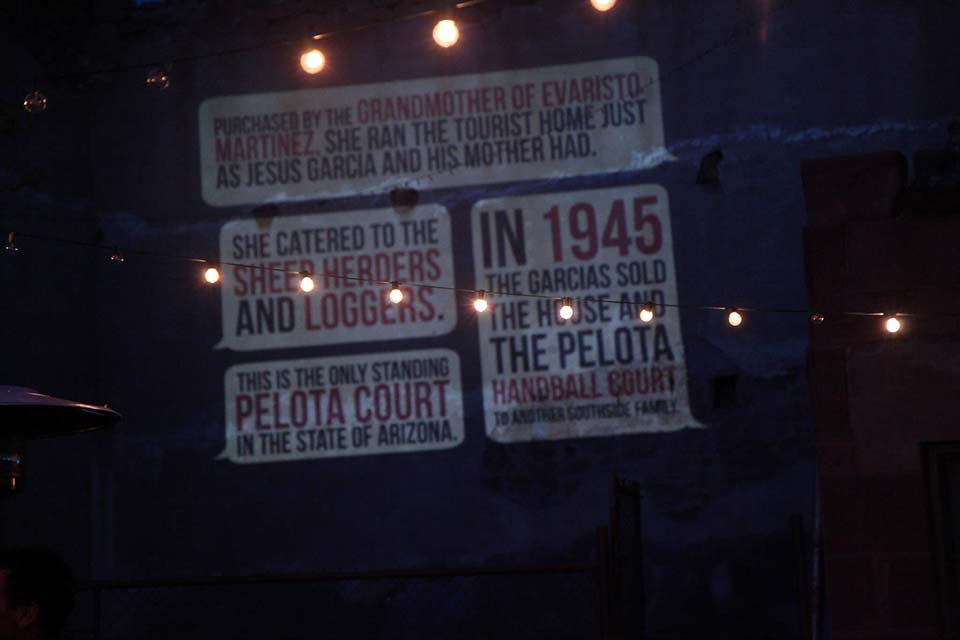 PURCHASED BY THE GRANDMOTHER OF EVARISTO
MARTINEZ, SHE RAN THE TOURIST HOME JUST
AS JESUS GARCIA AND HIS MOTHER HAD.
SHE CATERED TO THE
SHEEP HERDERS
AND LOGGERS.
THIS IS THE ONLY STANDING
PELOTA COURT
IN THE STATE OF ARIZONA.
IN 1945
THE GARCIAS SOLD
THE HOUSE AND
THE PELOTA
HANDBALL COURT
TO ANOTHER SOUTHSIDE FAMILY.